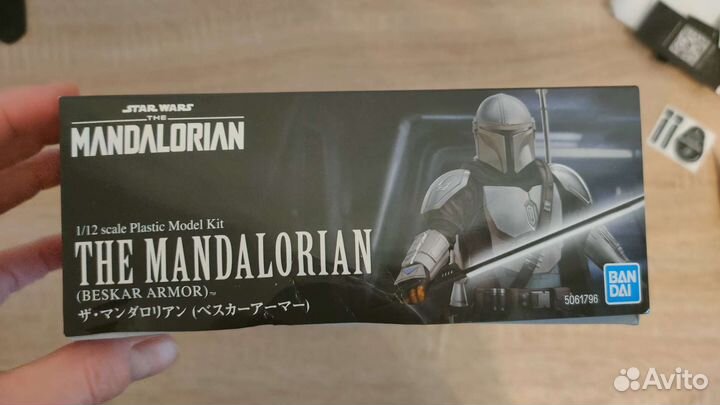 STAR WARS
THE
MANDALORIAN
1/12 scale Plastic Model Kit
THE MANDALORIAN
(BESKAR ARMOR)™
ザ・マンダロリアン (ベスカーアーマー)
BAN
DAI
5061796
Avito